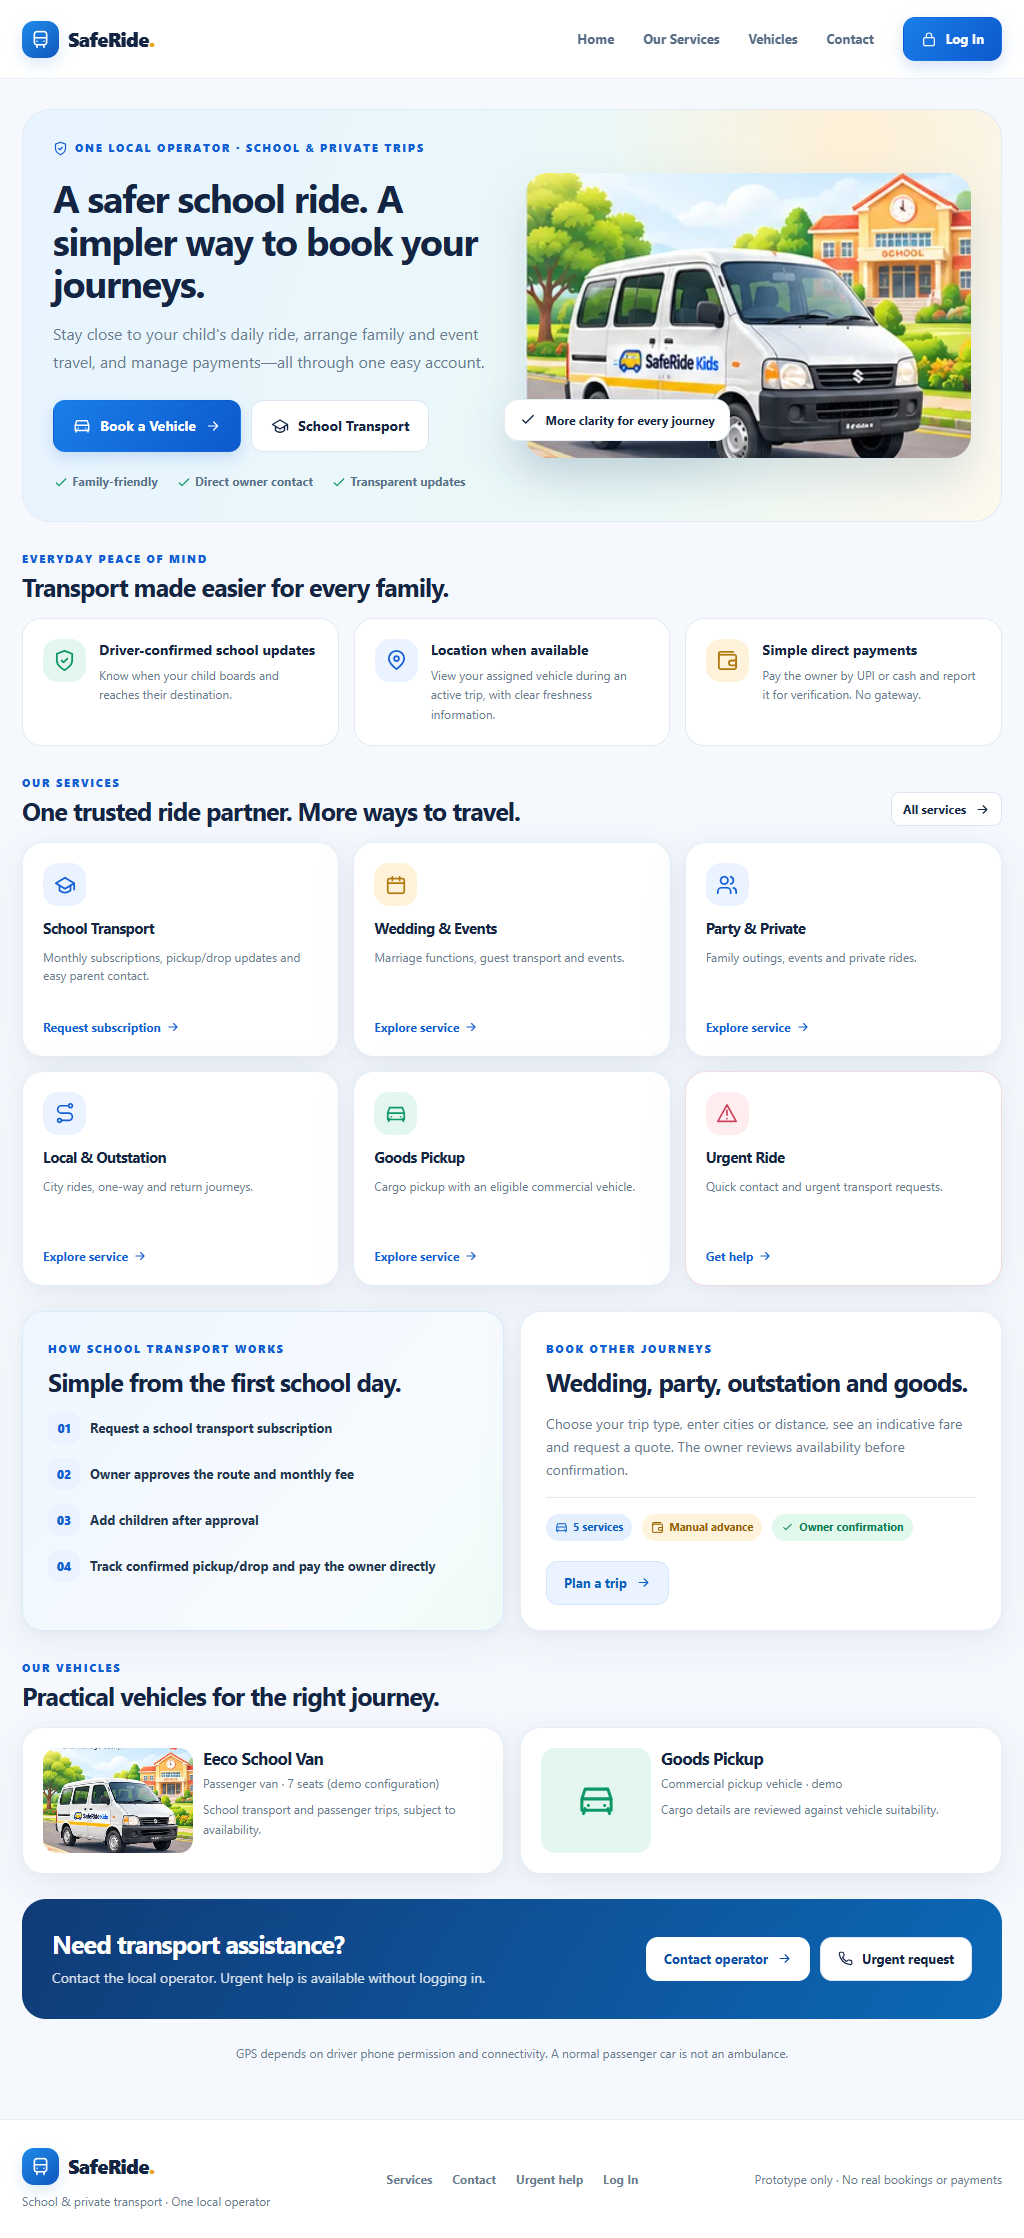 SafeRide.
Home
Our Services
Vehicles
Contact
Log In
ONE LOCAL OPERATOR · SCHOOL & PRIVATE TRIPS
A safer school ride. A
simpler way to book your
journeys.
Stay close to your child's daily ride, arrange family and event
travel, and manage payments—all through one easy account.
Book a Vehicle
School Transport
Family-friendly
Direct owner contact
Transparent updates
SCHOOL
SafeRide Kids
More clarity for every journey
EVERYDAY PEACE OF MIND
Transport made easier for every family.
Driver-confirmed school updates
Know when your child boards and
reaches their destination.
Location when available
View your assigned vehicle during an
active trip, with clear freshness
information.
Simple direct payments
Pay the owner by UPI or cash and report
it for verification. No gateway.
OUR SERVICES
One trusted ride partner. More ways to travel.
All services
School Transport
Monthly subscriptions, pickup/drop updates and
easy parent contact.
Request subscription
Wedding & Events
Marriage functions, guest transport and events.
Explore service
Party & Private
Family outings, events and private rides.
Explore service
Local & Outstation
City rides, one-way and return journeys.
Explore service
Goods Pickup
Cargo pickup with an eligible commercial vehicle.
Explore service
Urgent Ride
Quick contact and urgent transport requests.
Get help
HOW SCHOOL TRANSPORT WORKS
Simple from the first school day.
01 Request a school transport subscription
02 Owner approves the route and monthly fee
03 Add children after approval
04 Track confirmed pickup/drop and pay the owner directly
BOOK OTHER JOURNEYS
Wedding, party, outstation and goods.
Choose your trip type, enter cities or distance, see an indicative fare
and request a quote. The owner reviews availability before
confirmation.
5 services
Manual advance
Owner confirmation
Plan a trip
OUR VEHICLES
Practical vehicles for the right journey.
SafeRide Kids
Eeco School Van
Passenger van · 7 seats (demo configuration)
School transport and passenger trips, subject to
availability.
Goods Pickup
Commercial pickup vehicle · demo
Cargo details are reviewed against vehicle suitability.
Need transport assistance?
Contact the local operator. Urgent help is available without logging in.
Contact operator
Urgent request
GPS depends on driver phone permission and connectivity. A normal passenger car is not an ambulance.
SafeRide.
School & private transport · One local operator
Services
Contact
Urgent help
Log In
Prototype only · No real bookings or payments